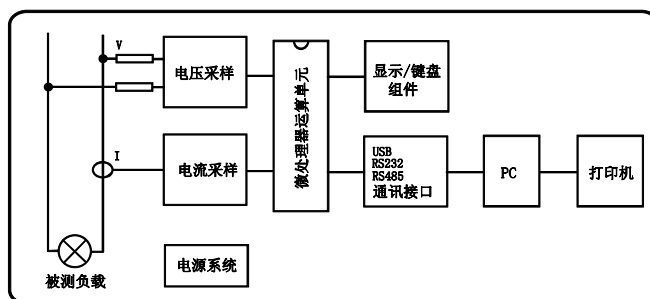 V
电压采样
I
电流采样
微处理器运算单元
显示/键盘
组件
USB
RS232
RS485
通讯接口
PC
打印机
被测负载
电源系统